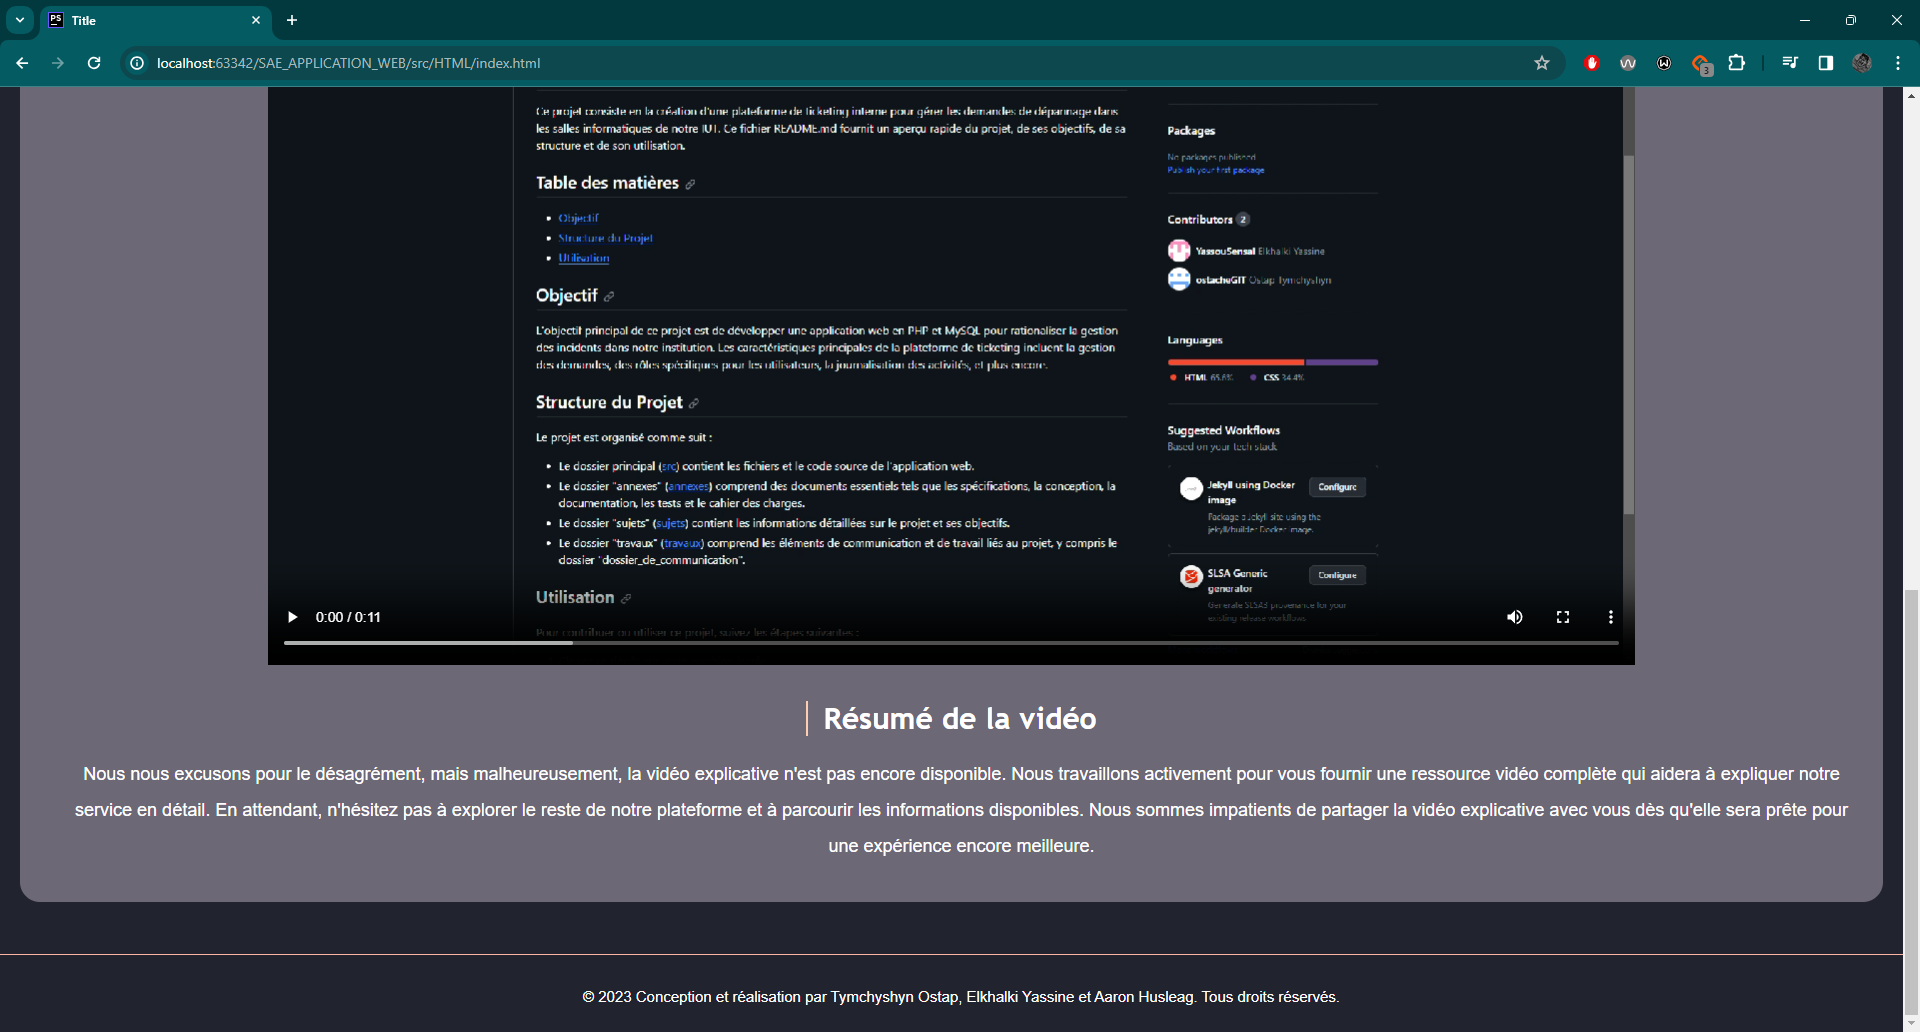 Title
localhost:63342/SAE_APPLICATION_WEB/src/HTML/index.html
3
Ce projet consiste en la création d'une plateforme de ticketing interne pour gérer les demandes de dépannage dans
les salles informatiques de notre IUT. Ce fichier README.md fournit un aperçu rapide du projet, de ses objectifs, de sa
structure et de son utilisation.
Table des matières
Objectif
Structure du Projet
Utilisation
Objectif
L'objectif principal de ce projet est de développer une application web en PHP et MySQL pour rationaliser la gestion
des incidents dans notre institution. Les caractéristiques principales de la plateforme de ticketing incluent la gestion
des demandes, des rôles spécifiques pour les utilisateurs, la journalisation des activités, et plus encore.
Structure du Projet
Le projet est organisé comme suit :
Le dossier principal (src) contient les fichiers et le code source de l'application web.
Le dossier "annexes" (annexes) comprend des documents essentiels tels que les spécifications, la conception, la
documentation, les tests et le cahier des charges.
Le dossier "sujets" (sujets) contient les informations détaillées sur le projet et ses objectifs.
Le dossier "travaux" (travaux) comprend les éléments de communication et de travail liés au projet, y compris le
dossier "dossier_de_communication".
Utilisation
Pour contribuer ou utiliser ce projet, suivez les étapes suivantes :
Packages
No packages published
Publish your first package
Contributors 2
YassouSensai Elkhalki Yassine
ostacheGIT Ostap Tymchyshyn
Languages
HTML 65.6% CSS 34.4%
Suggested Workflows
Based on your tech stack
Jekyll using Docker
image
Configure
Package a Jekyll site using the
jekyll/builder Docker image.
SLSA Generic
generator
Configure
Generate SLSA3 provenance for your
existing release workflows
0:00 / 0:11
Résumé de la vidéo
Nous nous excusons pour le désagrément, mais malheureusement, la vidéo explicative n'est pas encore disponible. Nous travaillons activement pour vous fournir une ressource vidéo complète qui aidera à expliquer notre
service en détail. En attendant, n'hésitez pas à explorer le reste de notre plateforme et à parcourir les informations disponibles. Nous sommes impatients de partager la vidéo explicative avec vous dès qu'elle sera prête pour
une expérience encore meilleure.
© 2023 Conception et réalisation par Tymchyshyn Ostap, Elkhalki Yassine et Aaron Husleag. Tous droits réservés.